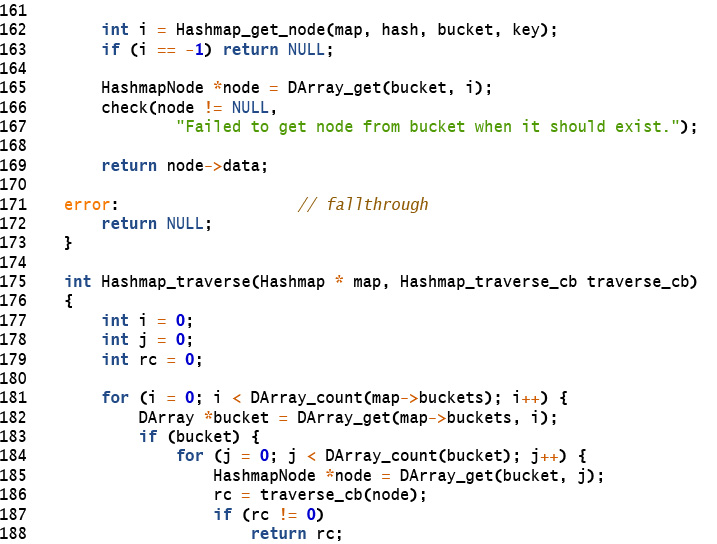 161
162 int i = Hashmap_get_node(map, hash, bucket, key);
163 if (i == -1) return NULL;
164
165 HashmapNode *node = DArray_get(bucket, i);
166 check(node != NULL,
167 "Failed to get node from bucket when it should exist.");
168
169 return node->data;
170
171 error: // fallthrough
172 return NULL;
173 }
174
175 int Hashmap_traverse(Hashmap * map, Hashmap_traverse_cb traverse_cb)
176 {
177 int i = 0;
178 int j = 0;
179 int rc = 0;
180
181 for (i = 0; i < DArray_count(map->buckets); i++) {
182 DArray *bucket = DArray_get(map->buckets, i);
183 if (bucket) {
184 for (j = 0; j < DArray_count(bucket); j++) {
185 HashmapNode *node = DArray_get(bucket, j);
186 rc = traverse_cb(node);
187 if (rc != 0)
188 return rc;